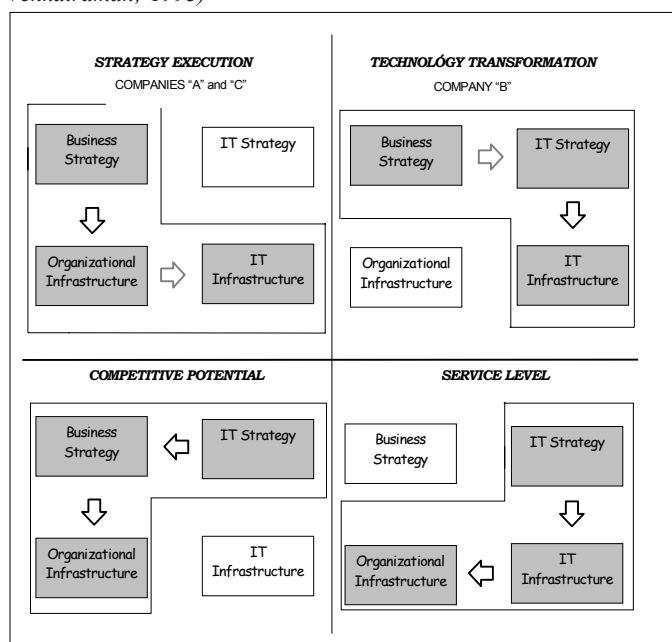 STRATEGY EXECUTION
COMPANIES “A” and “C”
Business
Strategy
IT Strategy
Organizational
Infrastructure
IT
Infrastructure
TECHNOLÓGY TRANSFORMATION
COMPANY “B”
Business
Strategy
IT Strategy
Organizational
Infrastructure
IT
Infrastructure
COMPETITIVE POTENTIAL
Business
Strategy
IT Strategy
Organizational
Infrastructure
IT
Infrastructure
SERVICE LEVEL
Business
Strategy
IT Strategy
Organizational
Infrastructure
IT
Infrastructure